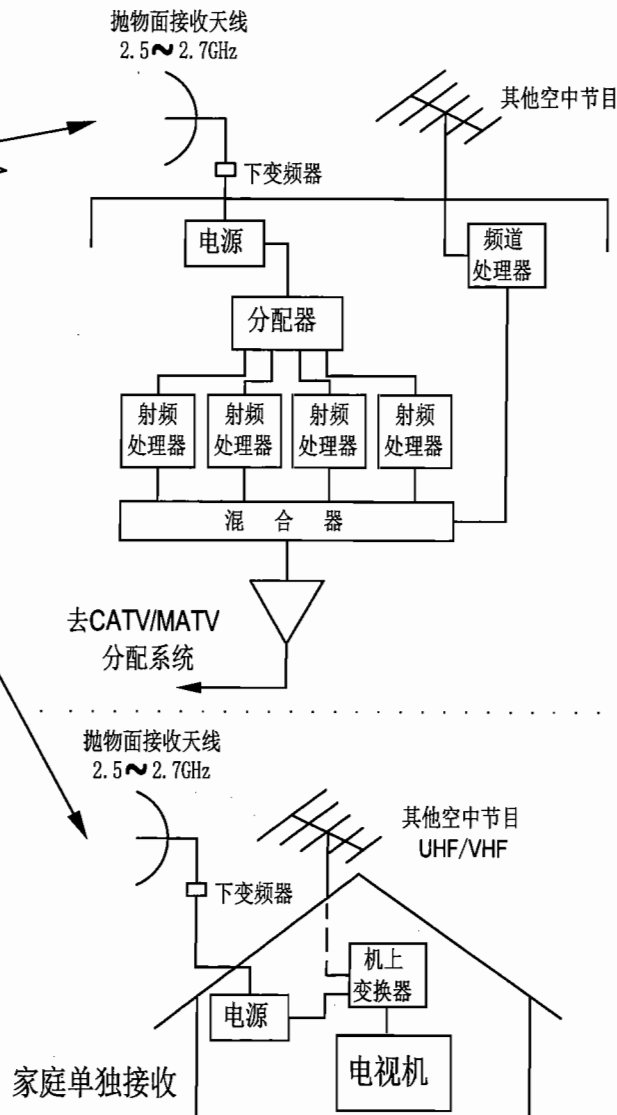 抛物面接收天线
2.5~2.7GHz
其他空中节目
下变频器
电源
频道
处理器
分配器
射频
处理器
射频
处理器
射频
处理器
射频
处理器
混合器
去CATV/MATV
分配系统
抛物面接收天线
2.5~2.7GHz
其他空中节目
UHF/VHF
下变频器
机上
变换器
电源
电视机
家庭单独接收